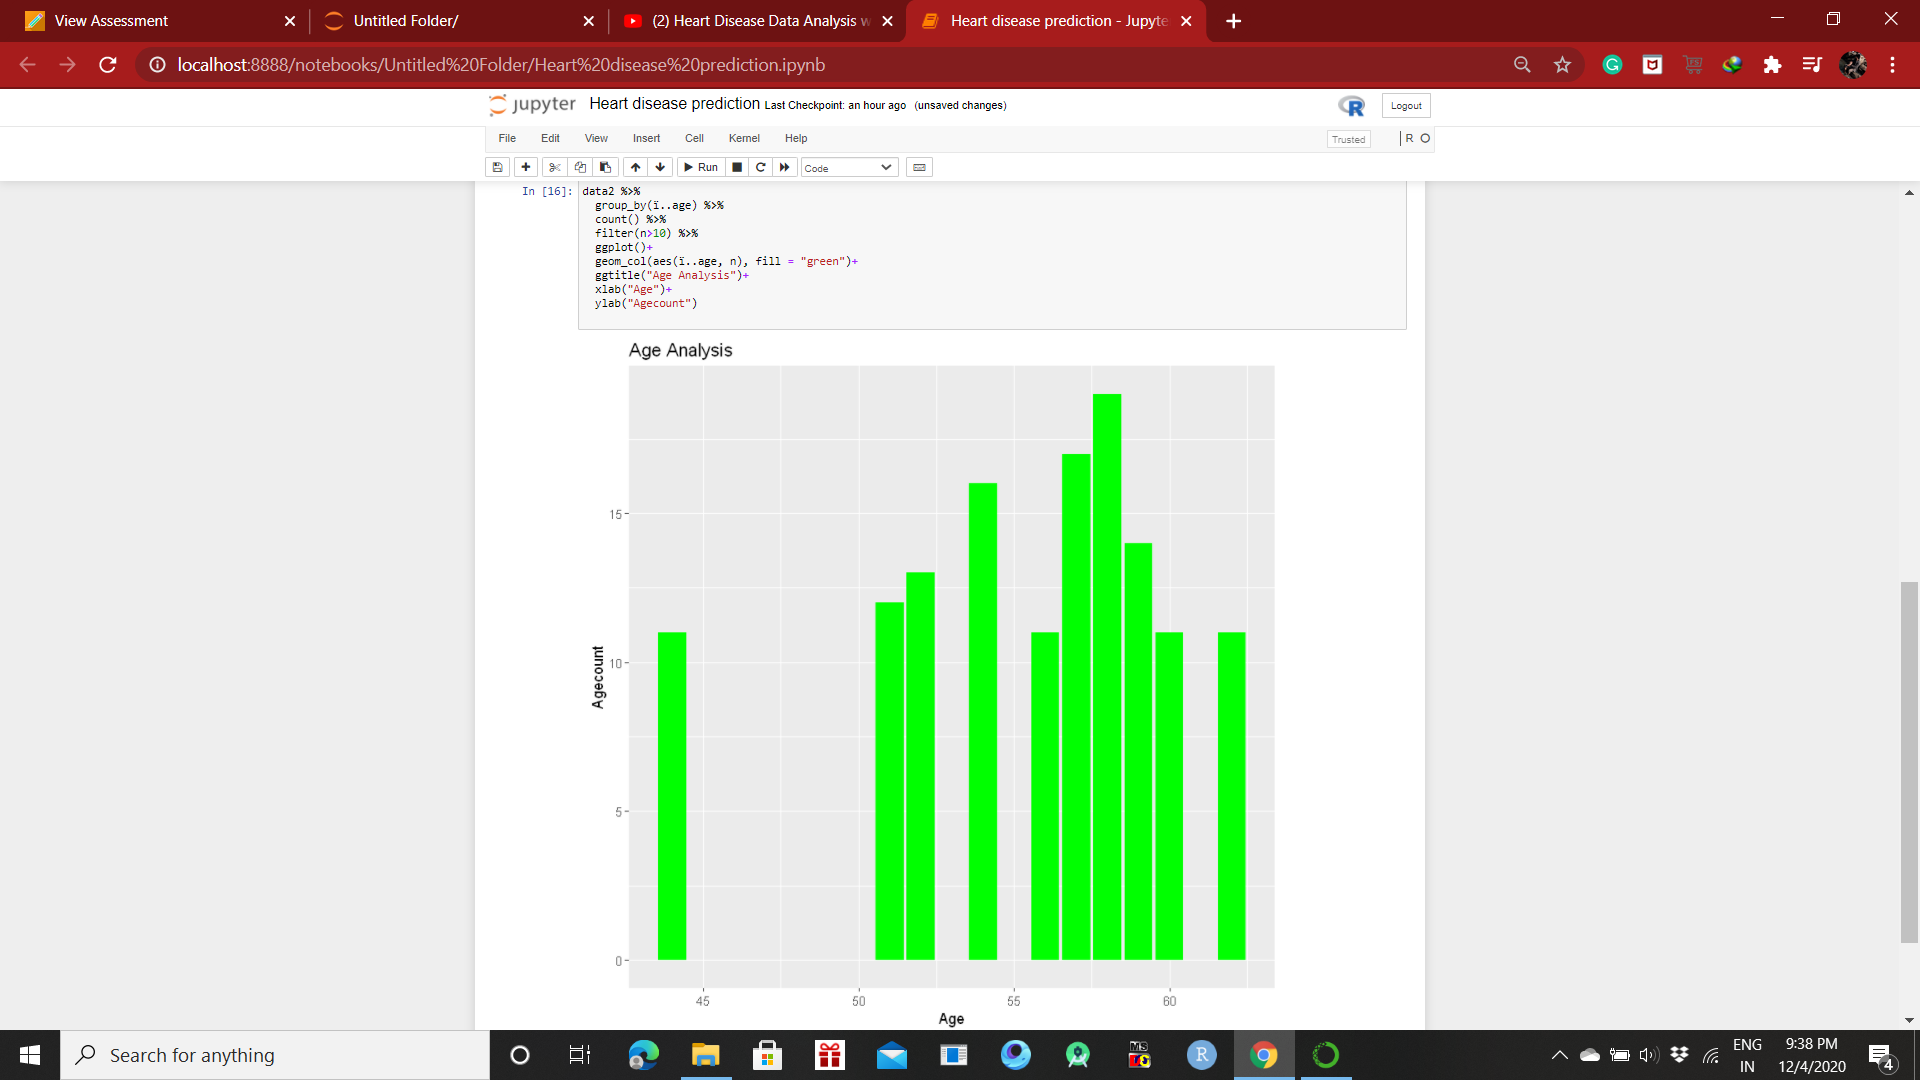 View Assessment
Untitled Folder/
(2) Heart Disease Data Analysis w
Heart disease prediction - Jupyte
localhost:8888/notebooks/Untitled%20Folder/Heart%20disease%20prediction.ipynb
jupyter Heart disease prediction Last Checkpoint: an hour ago (unsaved changes)
R
Logout
File Edit View Insert Cell Kernel Help
Trusted
R
Run
Code
In [16]: data2 %>%
group_by(ï..age) %>%
count() %>%
filter(n>10) %>%
ggplot()+
geom_col(aes(ï..age, n), fill = "green")+
ggtitle("Age Analysis")+
xlab("Age")+
ylab("Agecount")
Age Analysis
15
10
5
0
Agecount
45 50 55 60
Age
Search for anything
R
ENG
IN
9:38 PM
12/4/2020
4